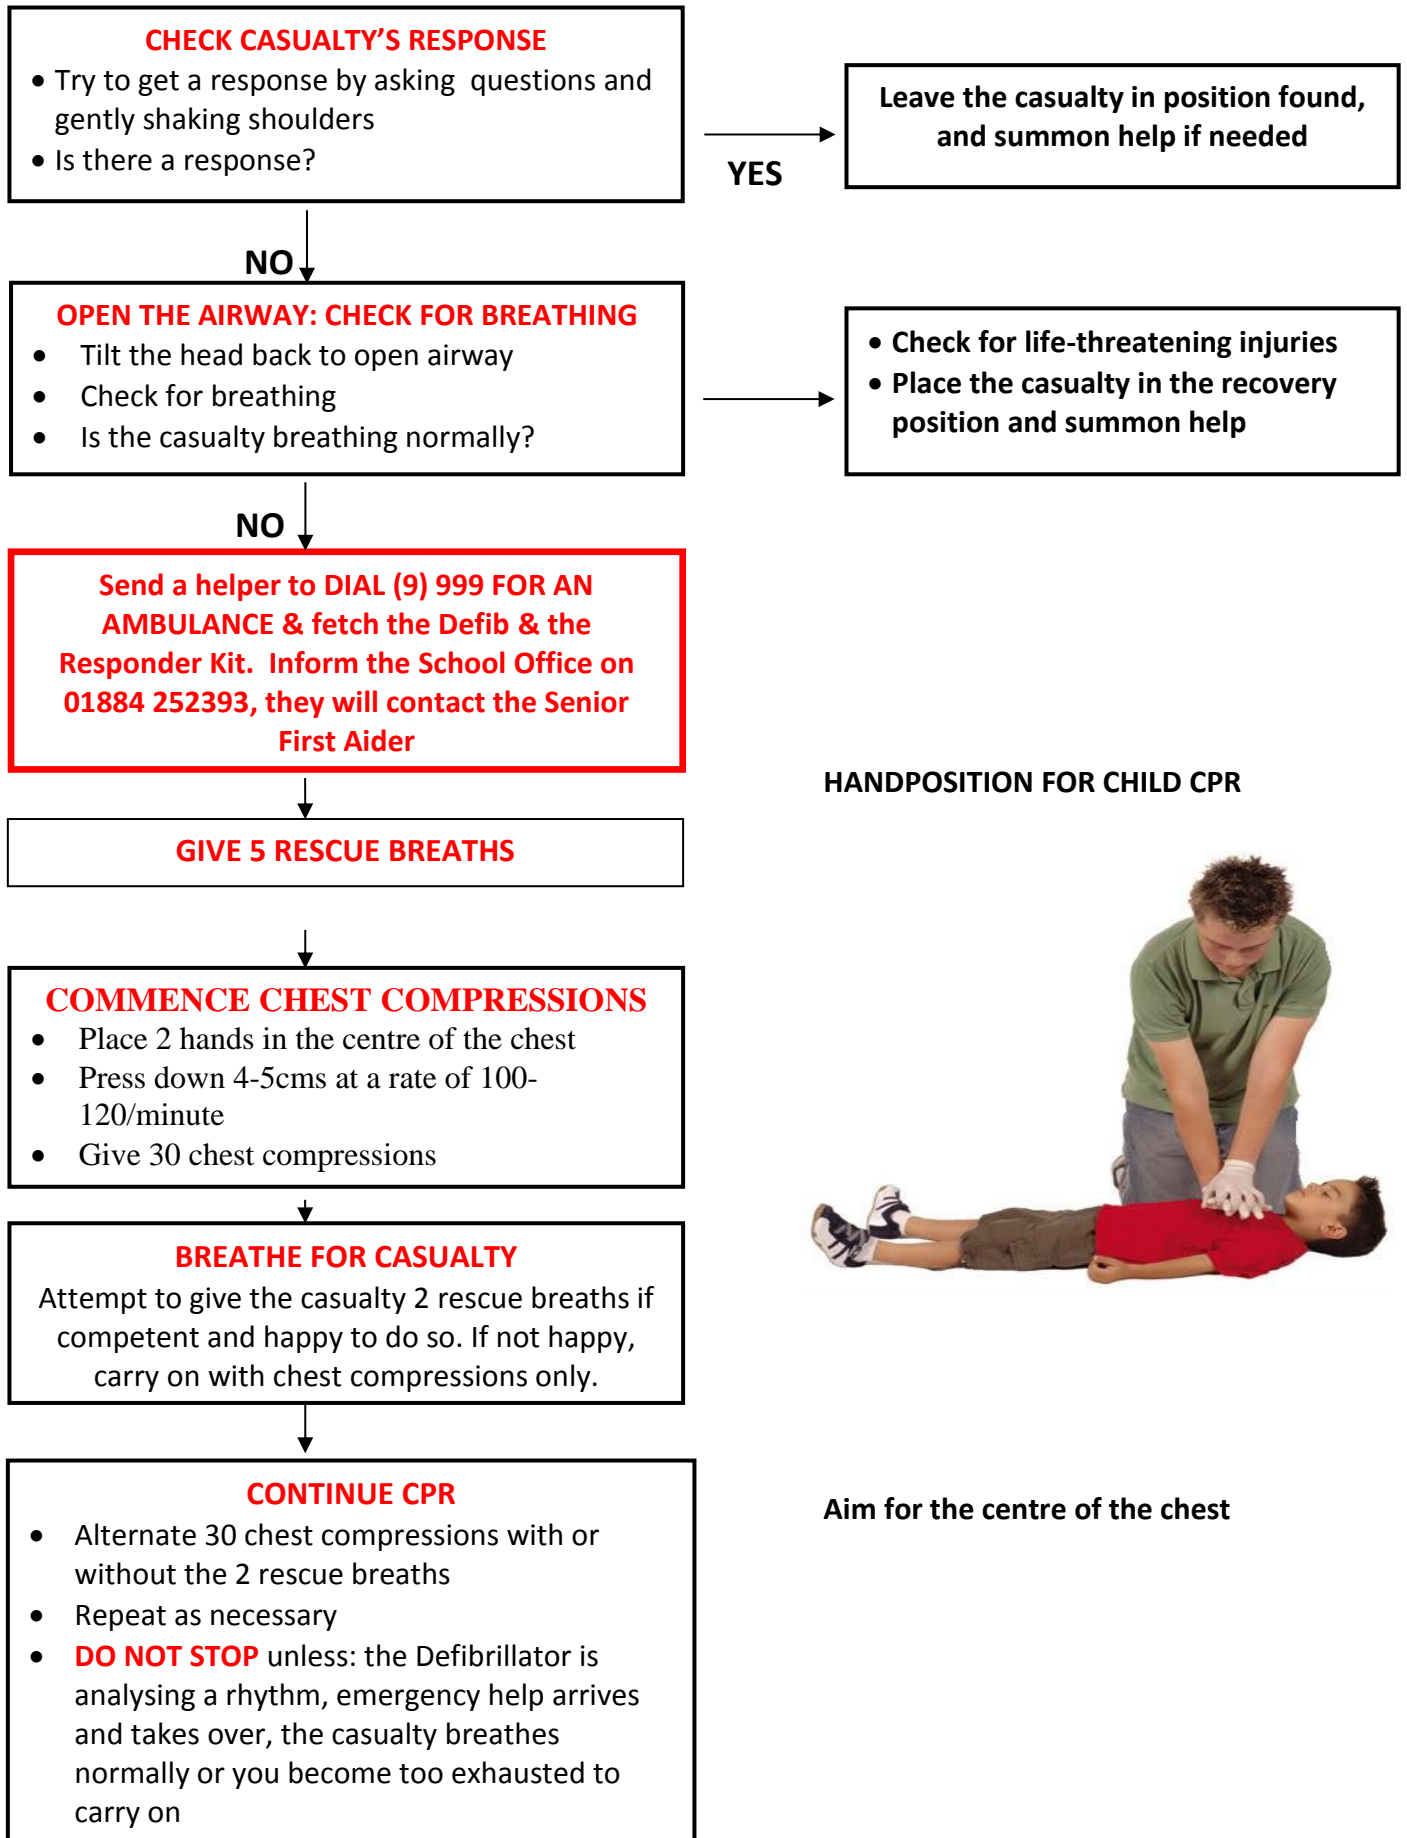 CHECK CASUALTY’S RESPONSE
• Try to get a response by asking questions and
gently shaking shoulders
• Is there a response?
YES
Leave the casualty in position found,
and summon help if needed
NO
OPEN THE AIRWAY: CHECK FOR BREATHING
• Tilt the head back to open airway
• Check for breathing
• Is the casualty breathing normally?
• Check for life-threatening injuries
• Place the casualty in the recovery
position and summon help
NO
Send a helper to DIAL (9) 999 FOR AN
AMBULANCE & fetch the Defib & the
Responder Kit. Inform the School Office on
01884 252393, they will contact the Senior
First Aider
GIVE 5 RESCUE BREATHS
COMMENCE CHEST COMPRESSIONS
• Place 2 hands in the centre of the chest
• Press down 4-5cms at a rate of 100-
120/minute
• Give 30 chest compressions
BREATHE FOR CASUALTY
Attempt to give the casualty 2 rescue breaths if
competent and happy to do so. If not happy,
carry on with chest compressions only.
CONTINUE CPR
• Alternate 30 chest compressions with or
without the 2 rescue breaths
• Repeat as necessary
• DO NOT STOP unless: the Defibrillator is
analysing a rhythm, emergency help arrives
and takes over, the casualty breathes
normally or you become too exhausted to
carry on
HANDPOSITION FOR CHILD CPR
Aim for the centre of the chest